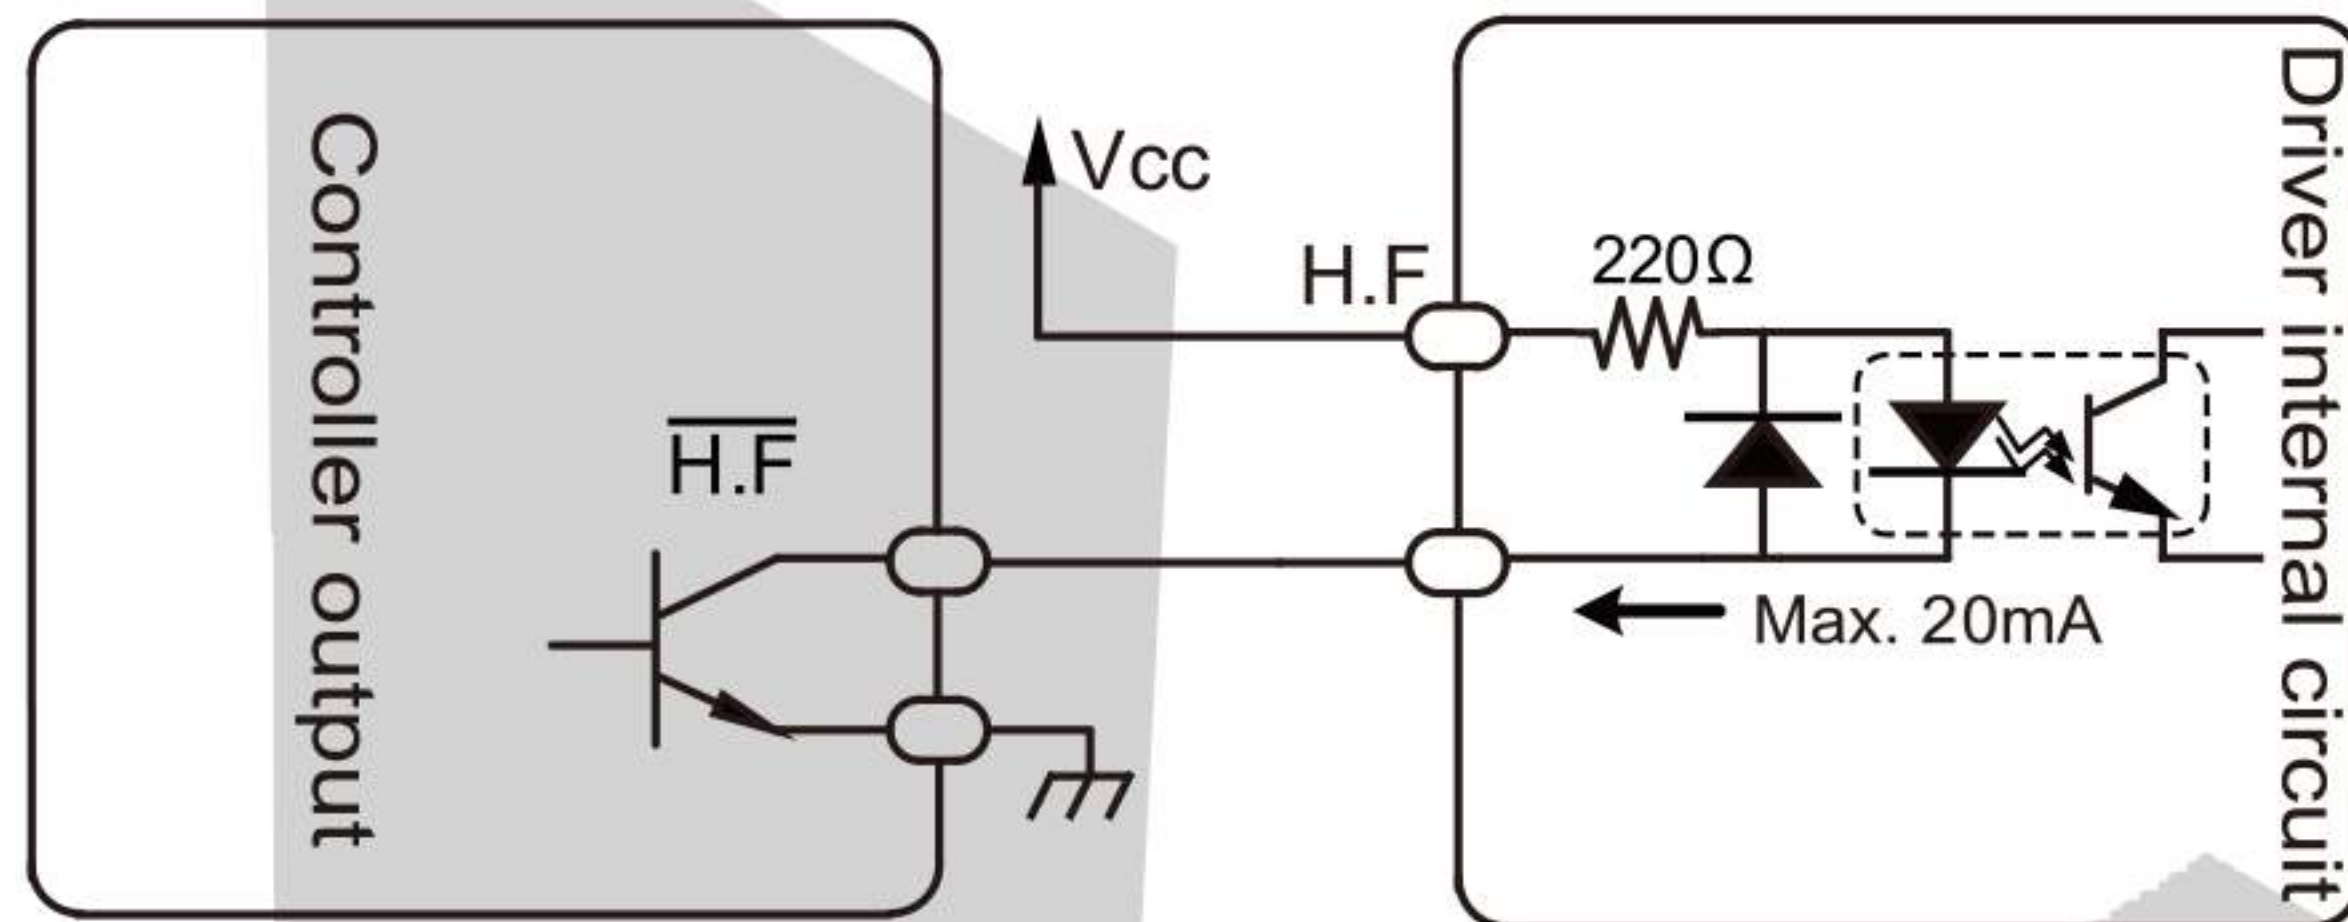 Controller output
H.F
Vcc
H.F
220Ω
Max. 20mA
Driver internal circuit